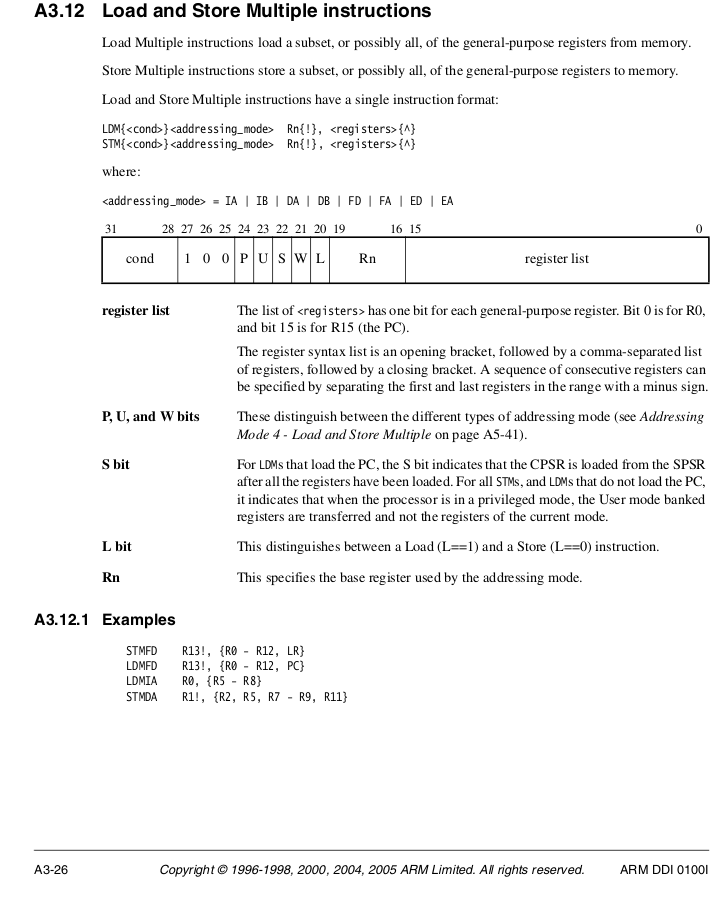 A3.12 Load and Store Multiple instructions
Load Multiple instructions load a subset, or possibly all, of the general-purpose registers from memory.
Store Multiple instructions store a subset, or possibly all, of the general-purpose registers to memory.
Load and Store Multiple instructions have a single instruction format:
LDM{<cond>}<addressing_mode> Rn{!}, <registers>{^}
STM{<cond>}<addressing_mode> Rn{!}, <registers>{^}
where:
<addressing_mode> = IA | IB | DA | DB | FD | FA | ED | EA
31 28 27 26 25 24 23 22 21 20 19 16 15 0
cond 1 0 0 P U S W L Rn register list
register list The list of <registers> has one bit for each general-purpose register. Bit 0 is for R0,
and bit 15 is for R15 (the PC).
The register syntax list is an opening bracket, followed by a comma-separated list
of registers, followed by a closing bracket. A sequence of consecutive registers can
be specified by separating the first and last registers in the range with a minus sign.
P, U, and W bits These distinguish between the different types of addressing mode (see Addressing
Mode 4 - Load and Store Multiple on page A5-41).
S bit For LDMs that load the PC, the S bit indicates that the CPSR is loaded from the SPSR
after all the registers have been loaded. For all STMs, and LDMs that do not load the PC,
it indicates that when the processor is in a privileged mode, the User mode banked
registers are transferred and not the registers of the current mode.
L bit This distinguishes between a Load (L==1) and a Store (L==0) instruction.
Rn This specifies the base register used by the addressing mode.
A3.12.1 Examples
STMFD R13!, {R0 - R12, LR}
LDMFD R13!, {R0 - R12, PC}
LDMIA R0, {R5 - R8}
STMDA R1!, {R2, R5, R7 - R9, R11}
A3-26 Copyright © 1996-1998, 2000, 2004, 2005 ARM Limited. All rights reserved. ARM DDI 0100I